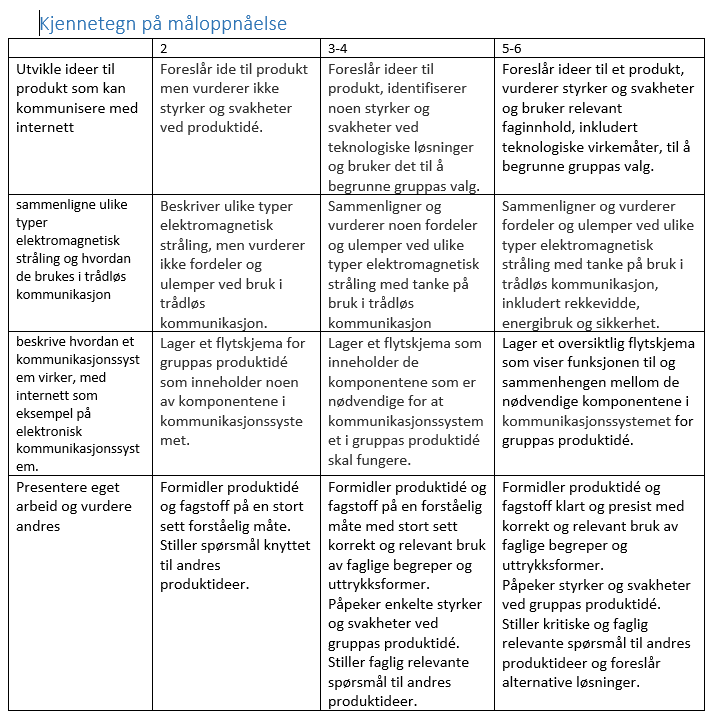 Kjennetegn på måloppnåelse
2
3-4
5-6
Utvikle ideer til
produkt som kan
kommunisere med
internett
Foreslår ide til produkt
men vurderer ikke
styrker og svakheter
ved produktidé.
Foreslår ideer til
produkt, identifiserer
noen styrker og
svakheter ved
teknologiske løsninger
og bruker det til å
begrunne gruppas valg.
Foreslår ideer til et produkt,
vurderer styrker og svakheter
og bruker relevant
faginnhold, inkludert
teknologiske virkemåter, til å
begrunne gruppas valg.
sammenligne ulike
typer
elektromagnetisk
stråling og hvordan
de brukes i trådløs
kommunikasjon
Beskriver ulike typer
elektromagnetisk
stråling, men vurderer
ikke fordeler og
ulemper ved bruk i
trådløs
kommunikasjon.
Sammenligner og
vurderer noen fordeler
og ulemper ved ulike
typer elektromagnetisk
stråling med tanke på
bruk i trådløs
kommunikasjon
Sammenligner og vurderer
fordeler og ulemper ved ulike
typer elektromagnetisk
stråling med tanke på bruk i
trådløs kommunikasjon,
inkludert rekkevidde,
energibruk og sikkerhet.
beskrive hvordan et
kommunikasjonssyst
em virker, med
internett som
eksempel på
elektronisk
kommunikasjonssyst
em.
Lager et flytskjema for
gruppas produktidé
som inneholder noen
av komponentene i
kommunikasjonssyste
met.
Lager et flytskjema som
inneholder de
komponentene som er
nødvendige for at
kommunikasjonssystem
et i gruppas produktidé
skal fungere.
Lager et oversiktlig flytskjema
som viser funksjonen til og
sammenhengen mellom de
nødvendige komponentene i
kommunikasjonssystemet for
gruppas produktidé.
Presentere eget
arbeid og vurdere
andres
Formidler produktidé
og fagstoff på en stort
sett forståelig måte.
Stiller spørsmål knyttet
til andres
produktideer.
Formidler produktidé og
fagstoff på en forståelig
måte med stort sett
korrekt og relevant bruk
av faglige begreper og
uttrykksformer.
Påpeker enkelte styrker
og svakheter ved
gruppas produktidé.
Stiller faglig relevante
spørsmål til andres
produktideer.
Formidler produktidé og
fagstoff klart og presist med
korrekt og relevant bruk av
faglige begreper og
uttrykksformer.
Påpeker styrker og svakheter
ved gruppas produktidé.
Stiller kritiske og faglig
relevante spørsmål til andres
produktideer og foreslår
alternative løsninger.